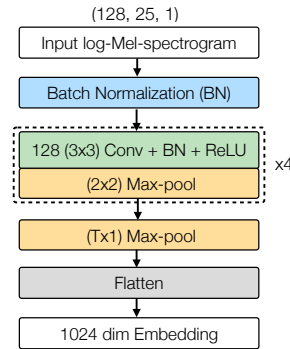 (128, 25, 1)
Input log-Mel-spectrogram
Batch Normalization (BN)
128 (3x3) Conv + BN + ReLU
x4
(2x2) Max-pool
(Tx1) Max-pool
Flatten
1024 dim Embedding